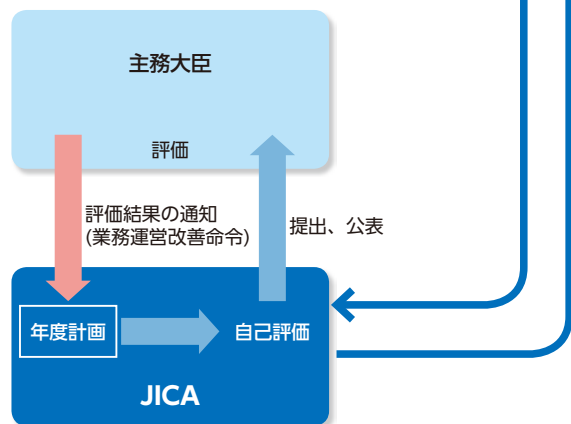 主務大臣
評価
評価結果の通知
(業務運営改善命令)
提出、公表
年度計画
自己評価
JICA